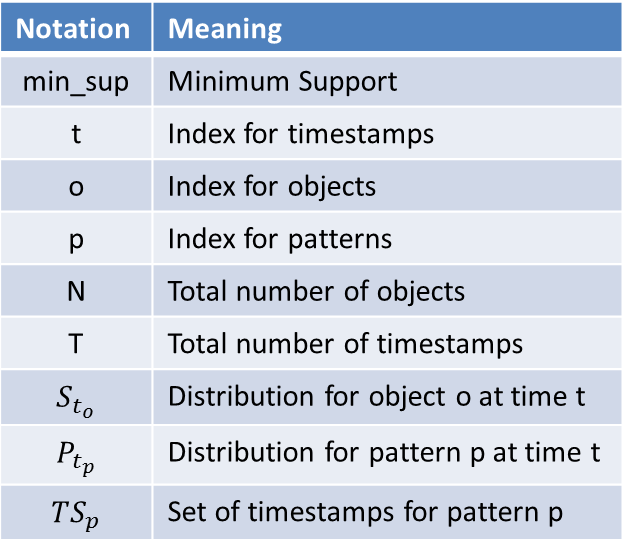 Notation Meaning
min_sup Minimum Support
t Index for timestamps
o Index for objects
p Index for patterns
N Total number of objects
T Total number of timestamps
$S_{t_o}$ Distribution for object o at time t
$P_{t_p}$ Distribution for pattern p at time t
$TS_p$ Set of timestamps for pattern p